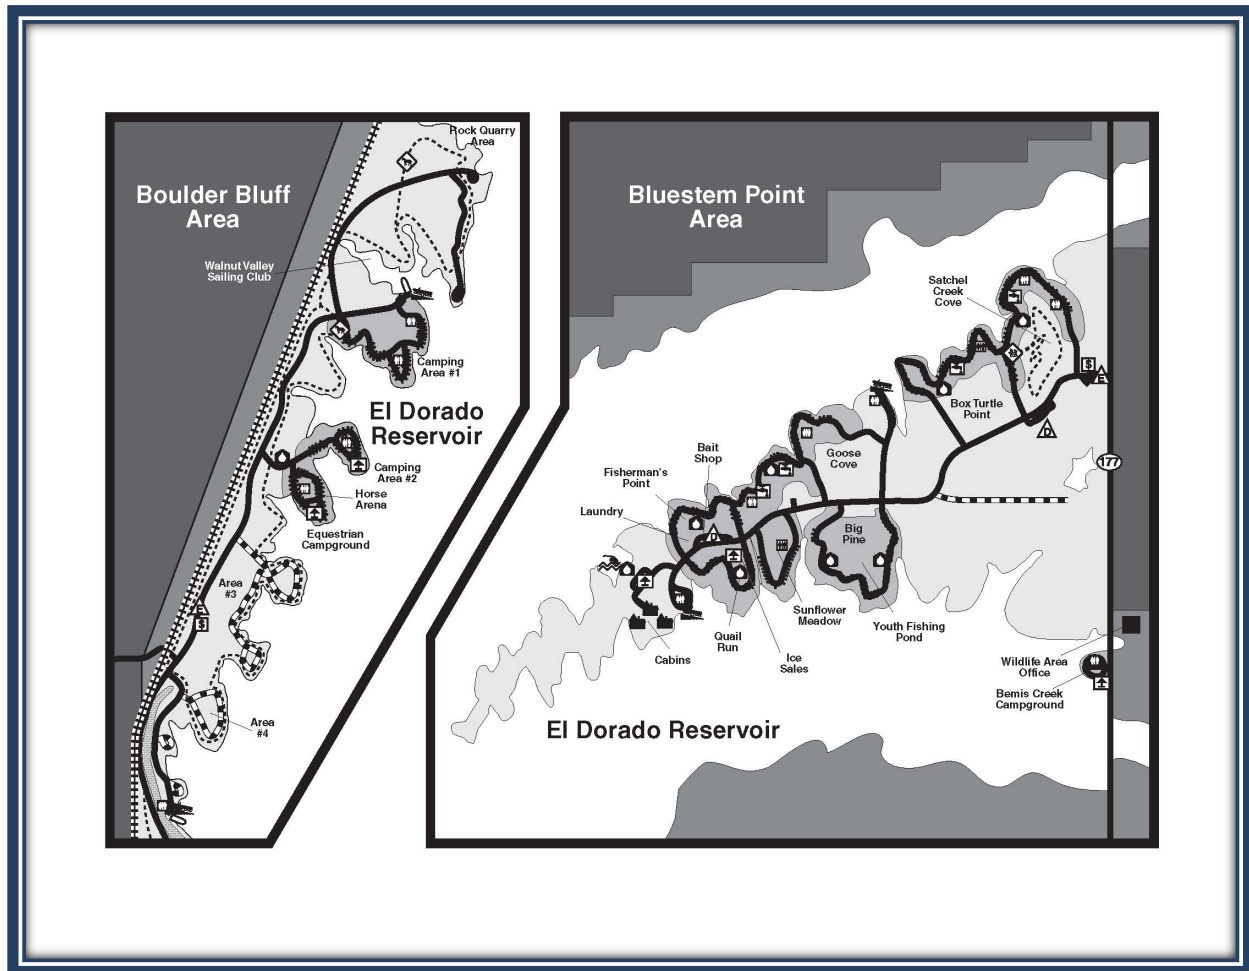 Rock Quarry
Area
Boulder Bluff
Area
Walnut Valley
Sailing Club
Camping
Area #1
El Dorado
Reservoir
Camping
Area #2
Horse
Arena
Equestrian
Campground
Area
#3
E
$
Area
#4
Bluestem Point
Area
Satchel
Creek
Cove
$
E
Box Turtle
Point
D
177
Goose
Cove
Bait
Shop
Fisherman's
Point
Laundry
D
Big
Pine
Sunflower
Meadow
Youth Fishing
Pond
Quail
Run
Ice
Sales
Cabins
Wildlife Area
Office
Bemis Creek
Campground
El Dorado Reservoir